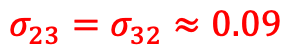 σ₂₃ = σ₃₂ ≈ 0.09